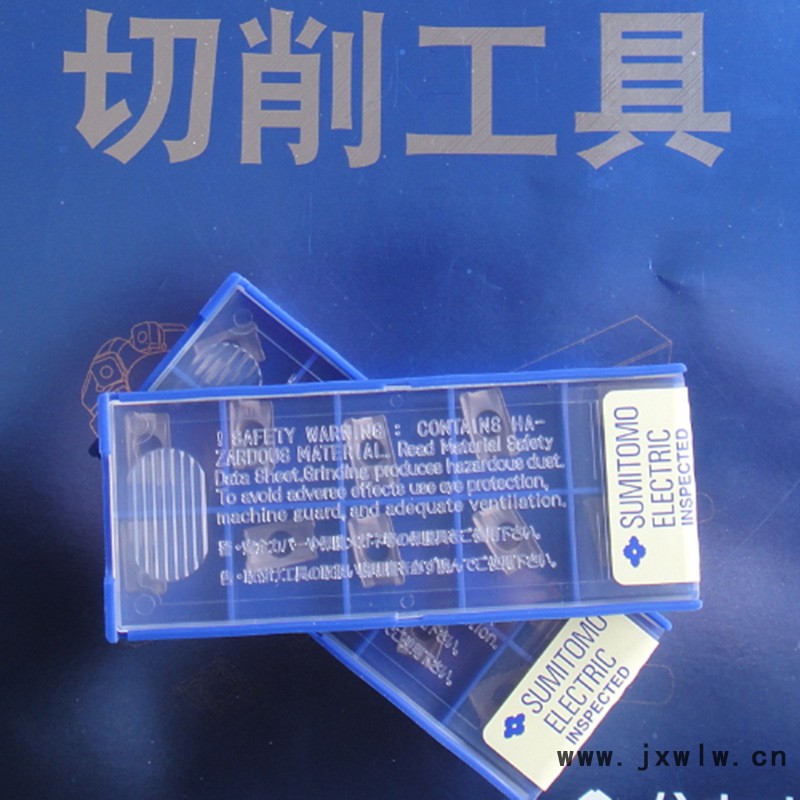 切削工具
! SAFETY WARNING : CONTAINS HA-
ZARDOUS MATERIAL. Read Material Safety
Data Sheet.Grinding produces hazardous dust.
To avoid adverse effects use eye protection,
machine guard, and adequate ventilation.
SUMITOMO
ELECTRIC
INSPECTED
SUMITOMO
ELECTRIC
INSPECTED
www.jxwlw.cn